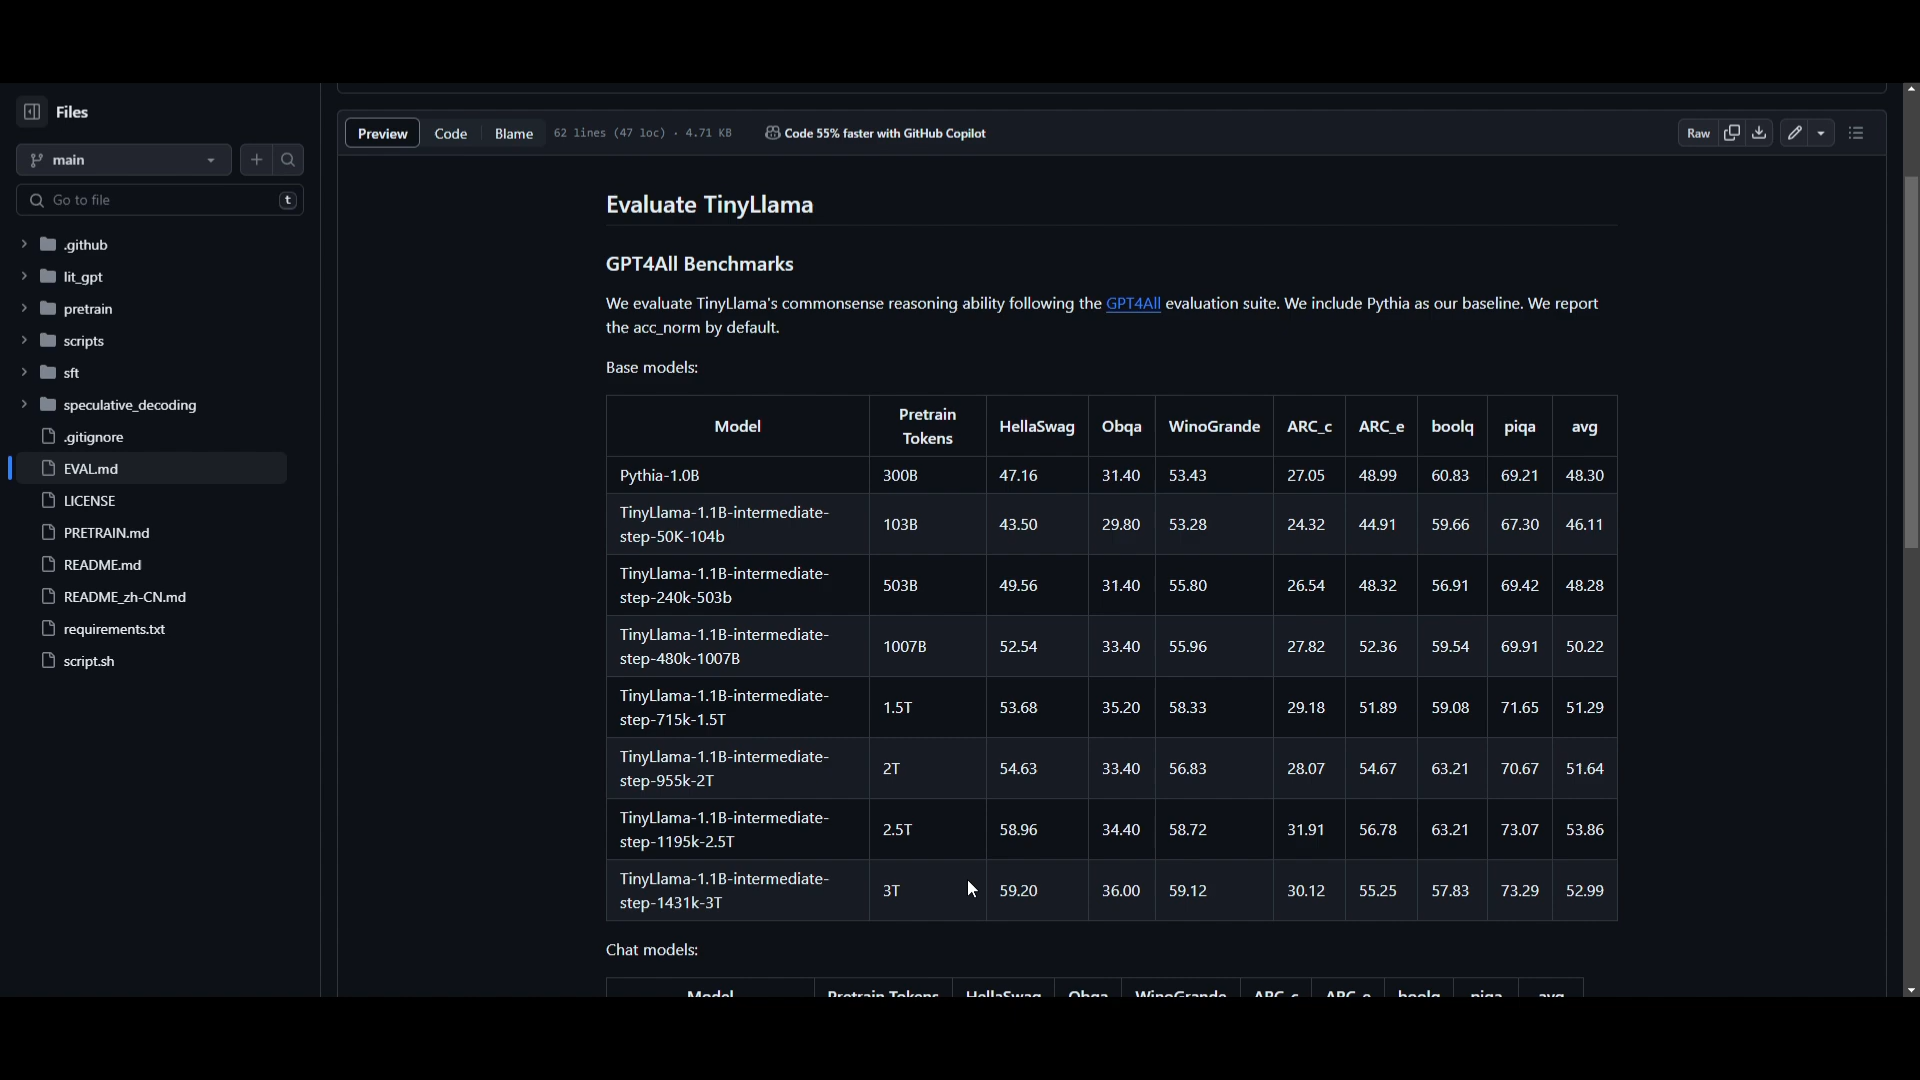 Files
main
Go to file
t
.github
lit_gpt
pretrain
scripts
sft
speculative_decoding
.gitignore
EVAL.md
LICENSE
PRETRAIN.md
README.md
README_zh-CN.md
requirements.txt
script.sh
Preview Code Blame 62 lines (47 loc) · 4.71 KB Code 55% faster with GitHub Copilot Raw
Evaluate TinyLlama
GPT4All Benchmarks
We evaluate TinyLlama's commonsense reasoning ability following the GPT4All evaluation suite. We include Pythia as our baseline. We report
the acc_norm by default.
Base models:
Model Pretrain Tokens HellaSwag Obqa WinoGrande ARC_c ARC_e boolq piqa avg
Pythia-1.0B 300B 47.16 31.40 53.43 27.05 48.99 60.83 69.21 48.30
TinyLlama-1.1B-intermediate-
step-50K-104b 103B 43.50 29.80 53.28 24.32 44.91 59.66 67.30 46.11
TinyLlama-1.1B-intermediate-
step-240k-503b 503B 49.56 31.40 55.80 26.54 48.32 56.91 69.42 48.28
TinyLlama-1.1B-intermediate-
step-480k-1007B 1007B 52.54 33.40 55.96 27.82 52.36 59.54 69.91 50.22
TinyLlama-1.1B-intermediate-
step-715k-1.5T 1.5T 53.68 35.20 58.33 29.18 51.89 59.08 71.65 51.29
TinyLlama-1.1B-intermediate-
step-955k-2T 2T 54.63 33.40 56.83 28.07 54.67 63.21 70.67 51.64
TinyLlama-1.1B-intermediate-
step-1195k-2.5T 2.5T 58.96 34.40 58.72 31.91 56.78 63.21 73.07 53.86
TinyLlama-1.1B-intermediate-
step-1431k-3T 3T 59.20 36.00 59.12 30.12 55.25 57.83 73.29 52.99
Chat models:
Model Pretrain Tokens HellaSwag Obqa WinoGrande ARC_c ARC_e boolq piqa avg